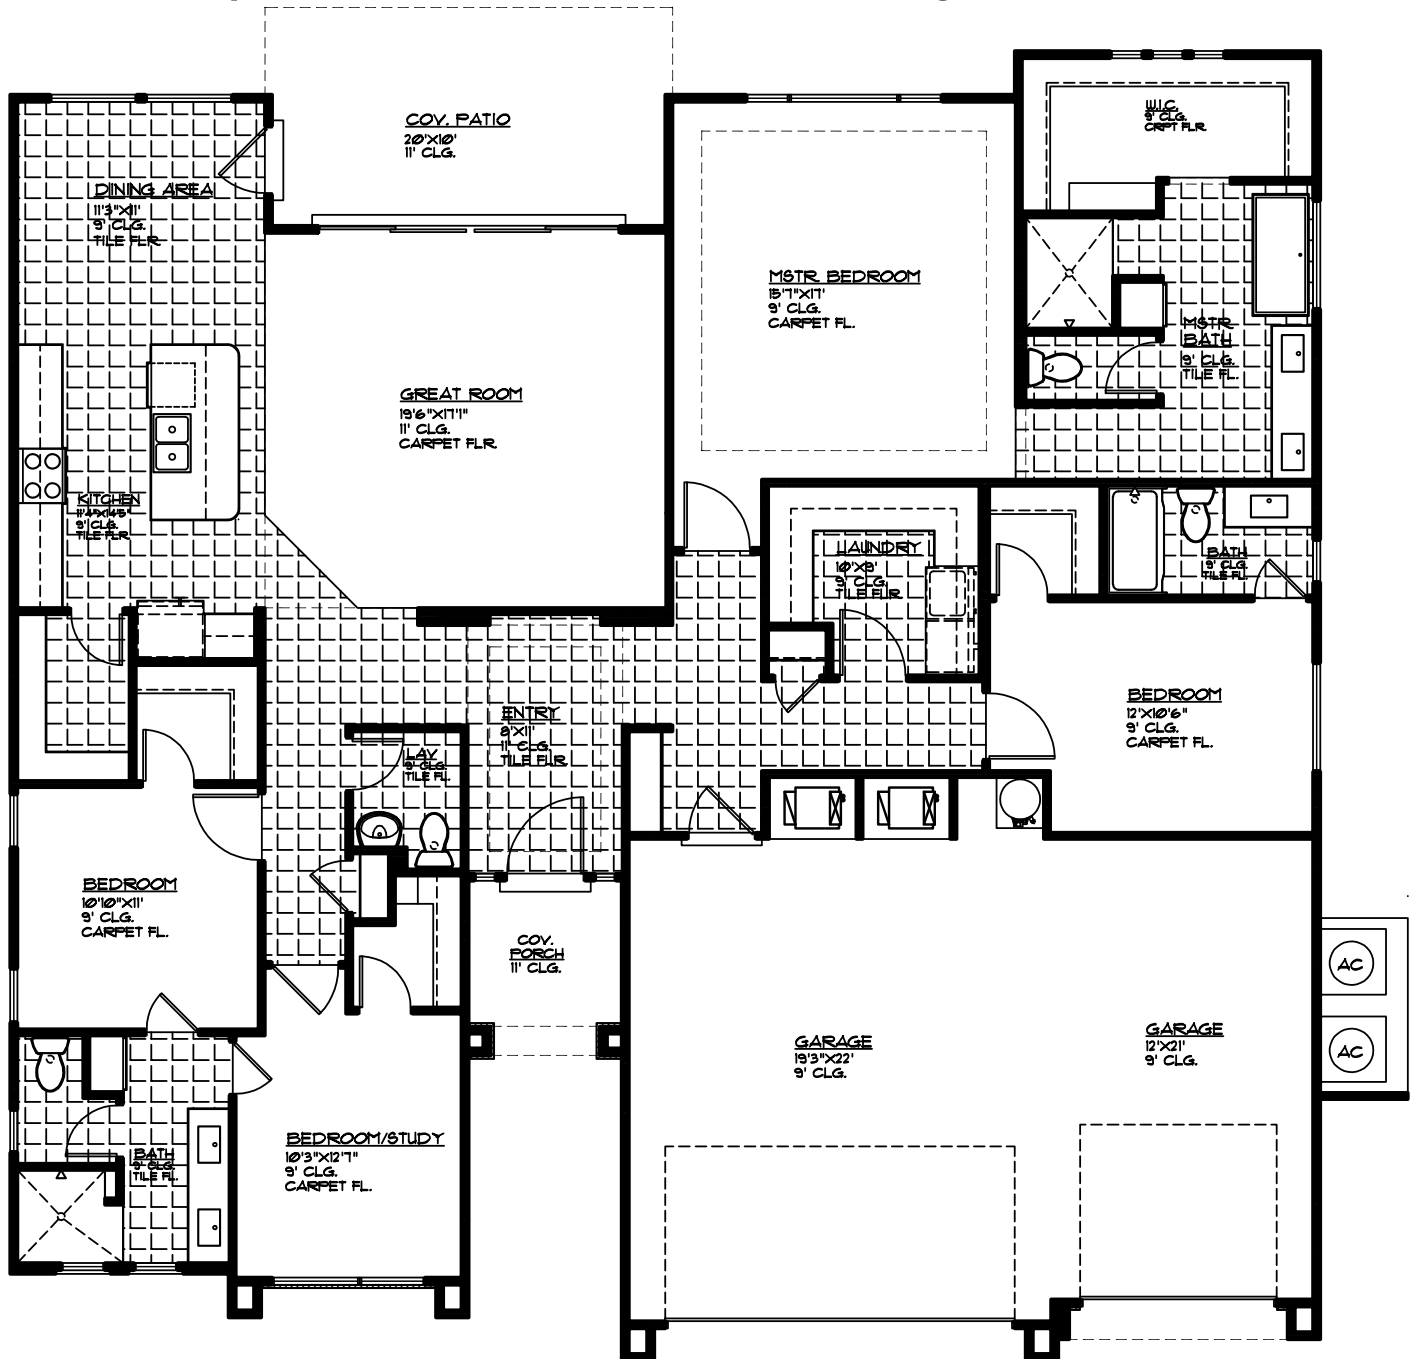 COV. PATIO
20'X10'
11' CLG.
W.I.C.
9' CLG.
CRPT FLR.
DINING AREA
11'3"X11'
9' CLG.
TILE FLR.
MSTR. BEDROOM
15'7"X17'
9' CLG.
CARPET FL.
MSTR.
BATH
9' CLG.
TILE FL.
GREAT ROOM
19'6"X17'1"
11' CLG.
CARPET FLR.
KITCHEN
11'4"X14'5"
9' CLG.
TILE FLR.
LAUNDRY
10'X9'
9' CLG.
TILE FLR.
BATH
9' CLG.
TILE FL.
BEDROOM
12'X10'6"
9' CLG.
CARPET FL.
ENTRY
8'X11'
11' CLG.
TILE FLR.
LAV.
9' CLG.
TILE FL.
BEDROOM
10'10"X11'
9' CLG.
CARPET FL.
COV.
PORCH
11' CLG.
AC
AC
GARAGE
19'3"X22'
9' CLG.
GARAGE
12'X21'
9' CLG.
BEDROOM/STUDY
10'3"X12'7"
9' CLG.
CARPET FL.
BATH
9' CLG.
TILE FL.